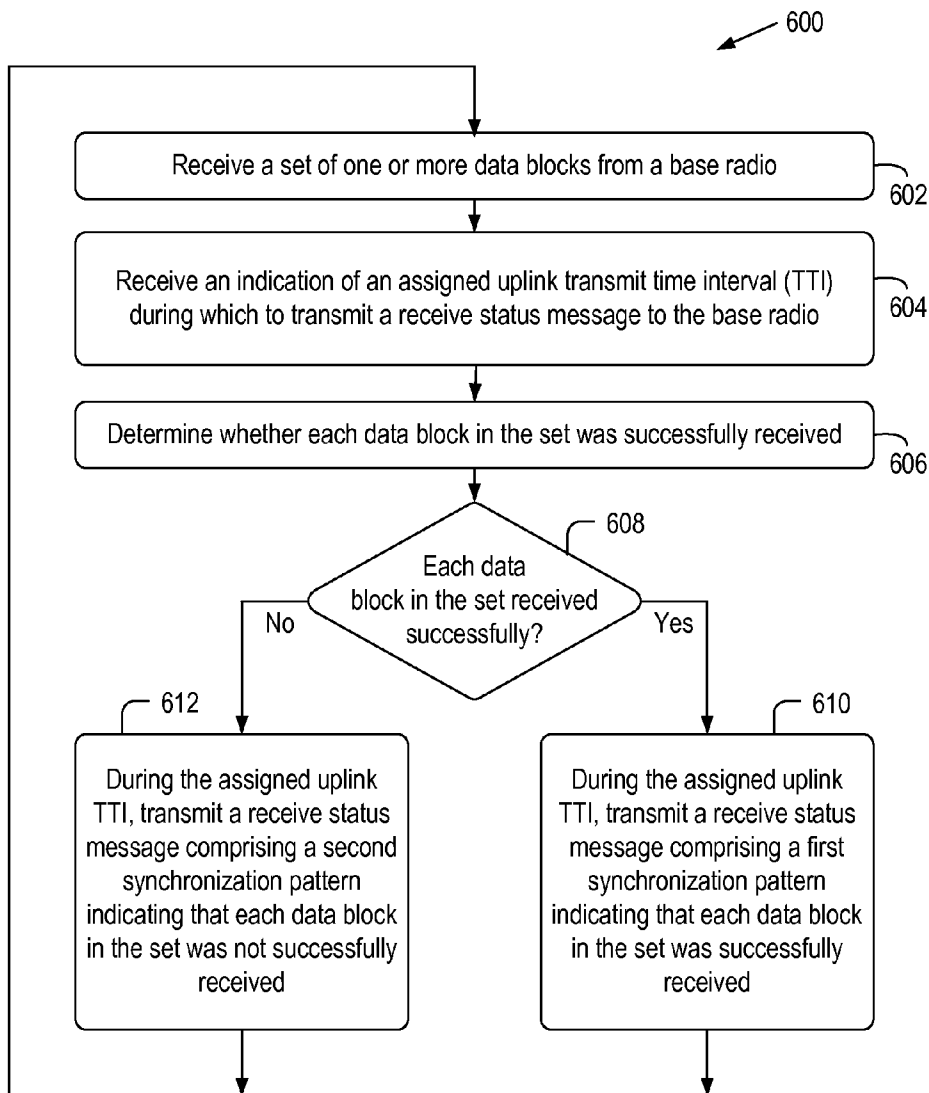 600
Receive a set of one or more data blocks from a base radio
602
Receive an indication of an assigned uplink transmit time interval (TTI)
during which to transmit a receive status message to the base radio
604
Determine whether each data block in the set was successfully received
606
608
Each data
block in the set received
successfully?
No
Yes
612
610
During the assigned uplink
TTI, transmit a receive status
message comprising a second
synchronization pattern
indicating that each data block
in the set was not successfully
received
During the assigned uplink
TTI, transmit a receive status
message comprising a first
synchronization pattern
indicating that each data block
in the set was successfully
received